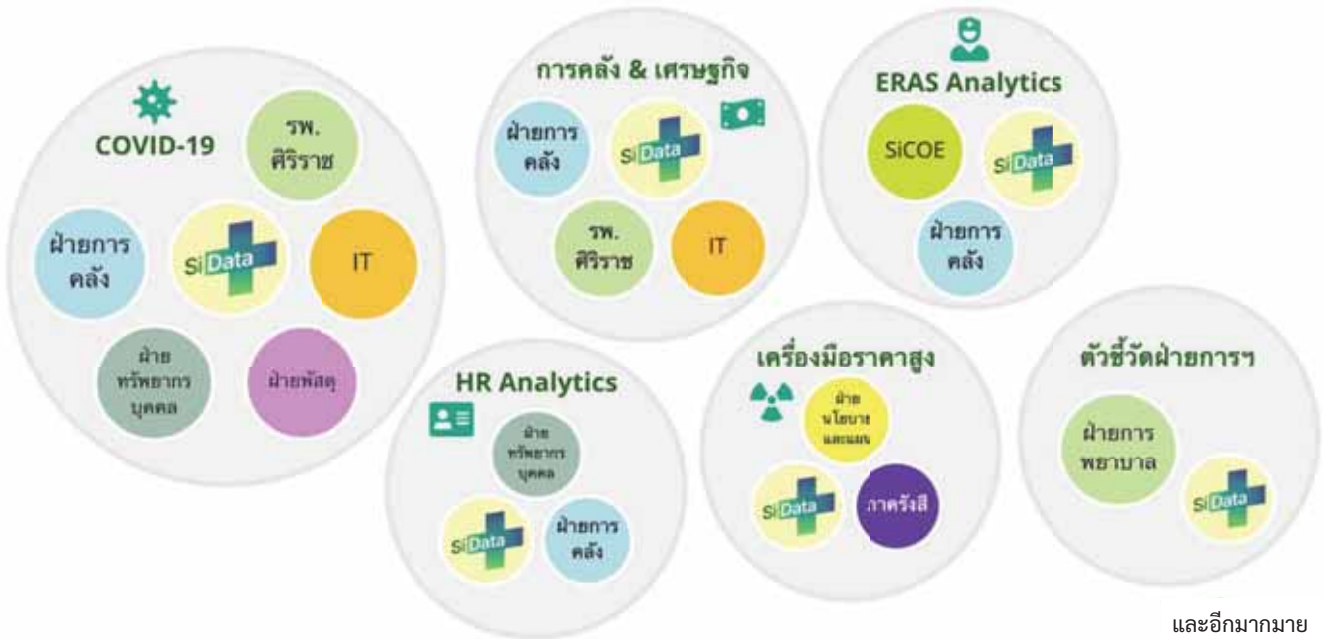 COVID-19
รพ.
ศิริราช
ฝ่ายการ
คลัง
SiData
IT
ฝ่าย
ทรัพยากร
บุคคล
ฝ่ายพัสดุ
การคลัง & เศรษฐกิจ
ฝ่ายการ
คลัง
SiData
รพ.
ศิริราช
IT
ERAS Analytics
SiCOE
SiData
ฝ่ายการ
คลัง
HR Analytics
ฝ่าย
ทรัพยากร
บุคคล
SiData
ฝ่ายการ
คลัง
เครื่องมือราคาสูง
ฝ่าย
นโยบาย
และแผน
SiData
ภาครังสี
ตัวชี้วัดฝ่ายการฯ
ฝ่ายการ
พยาบาล
SiData
และอีกมากมาย